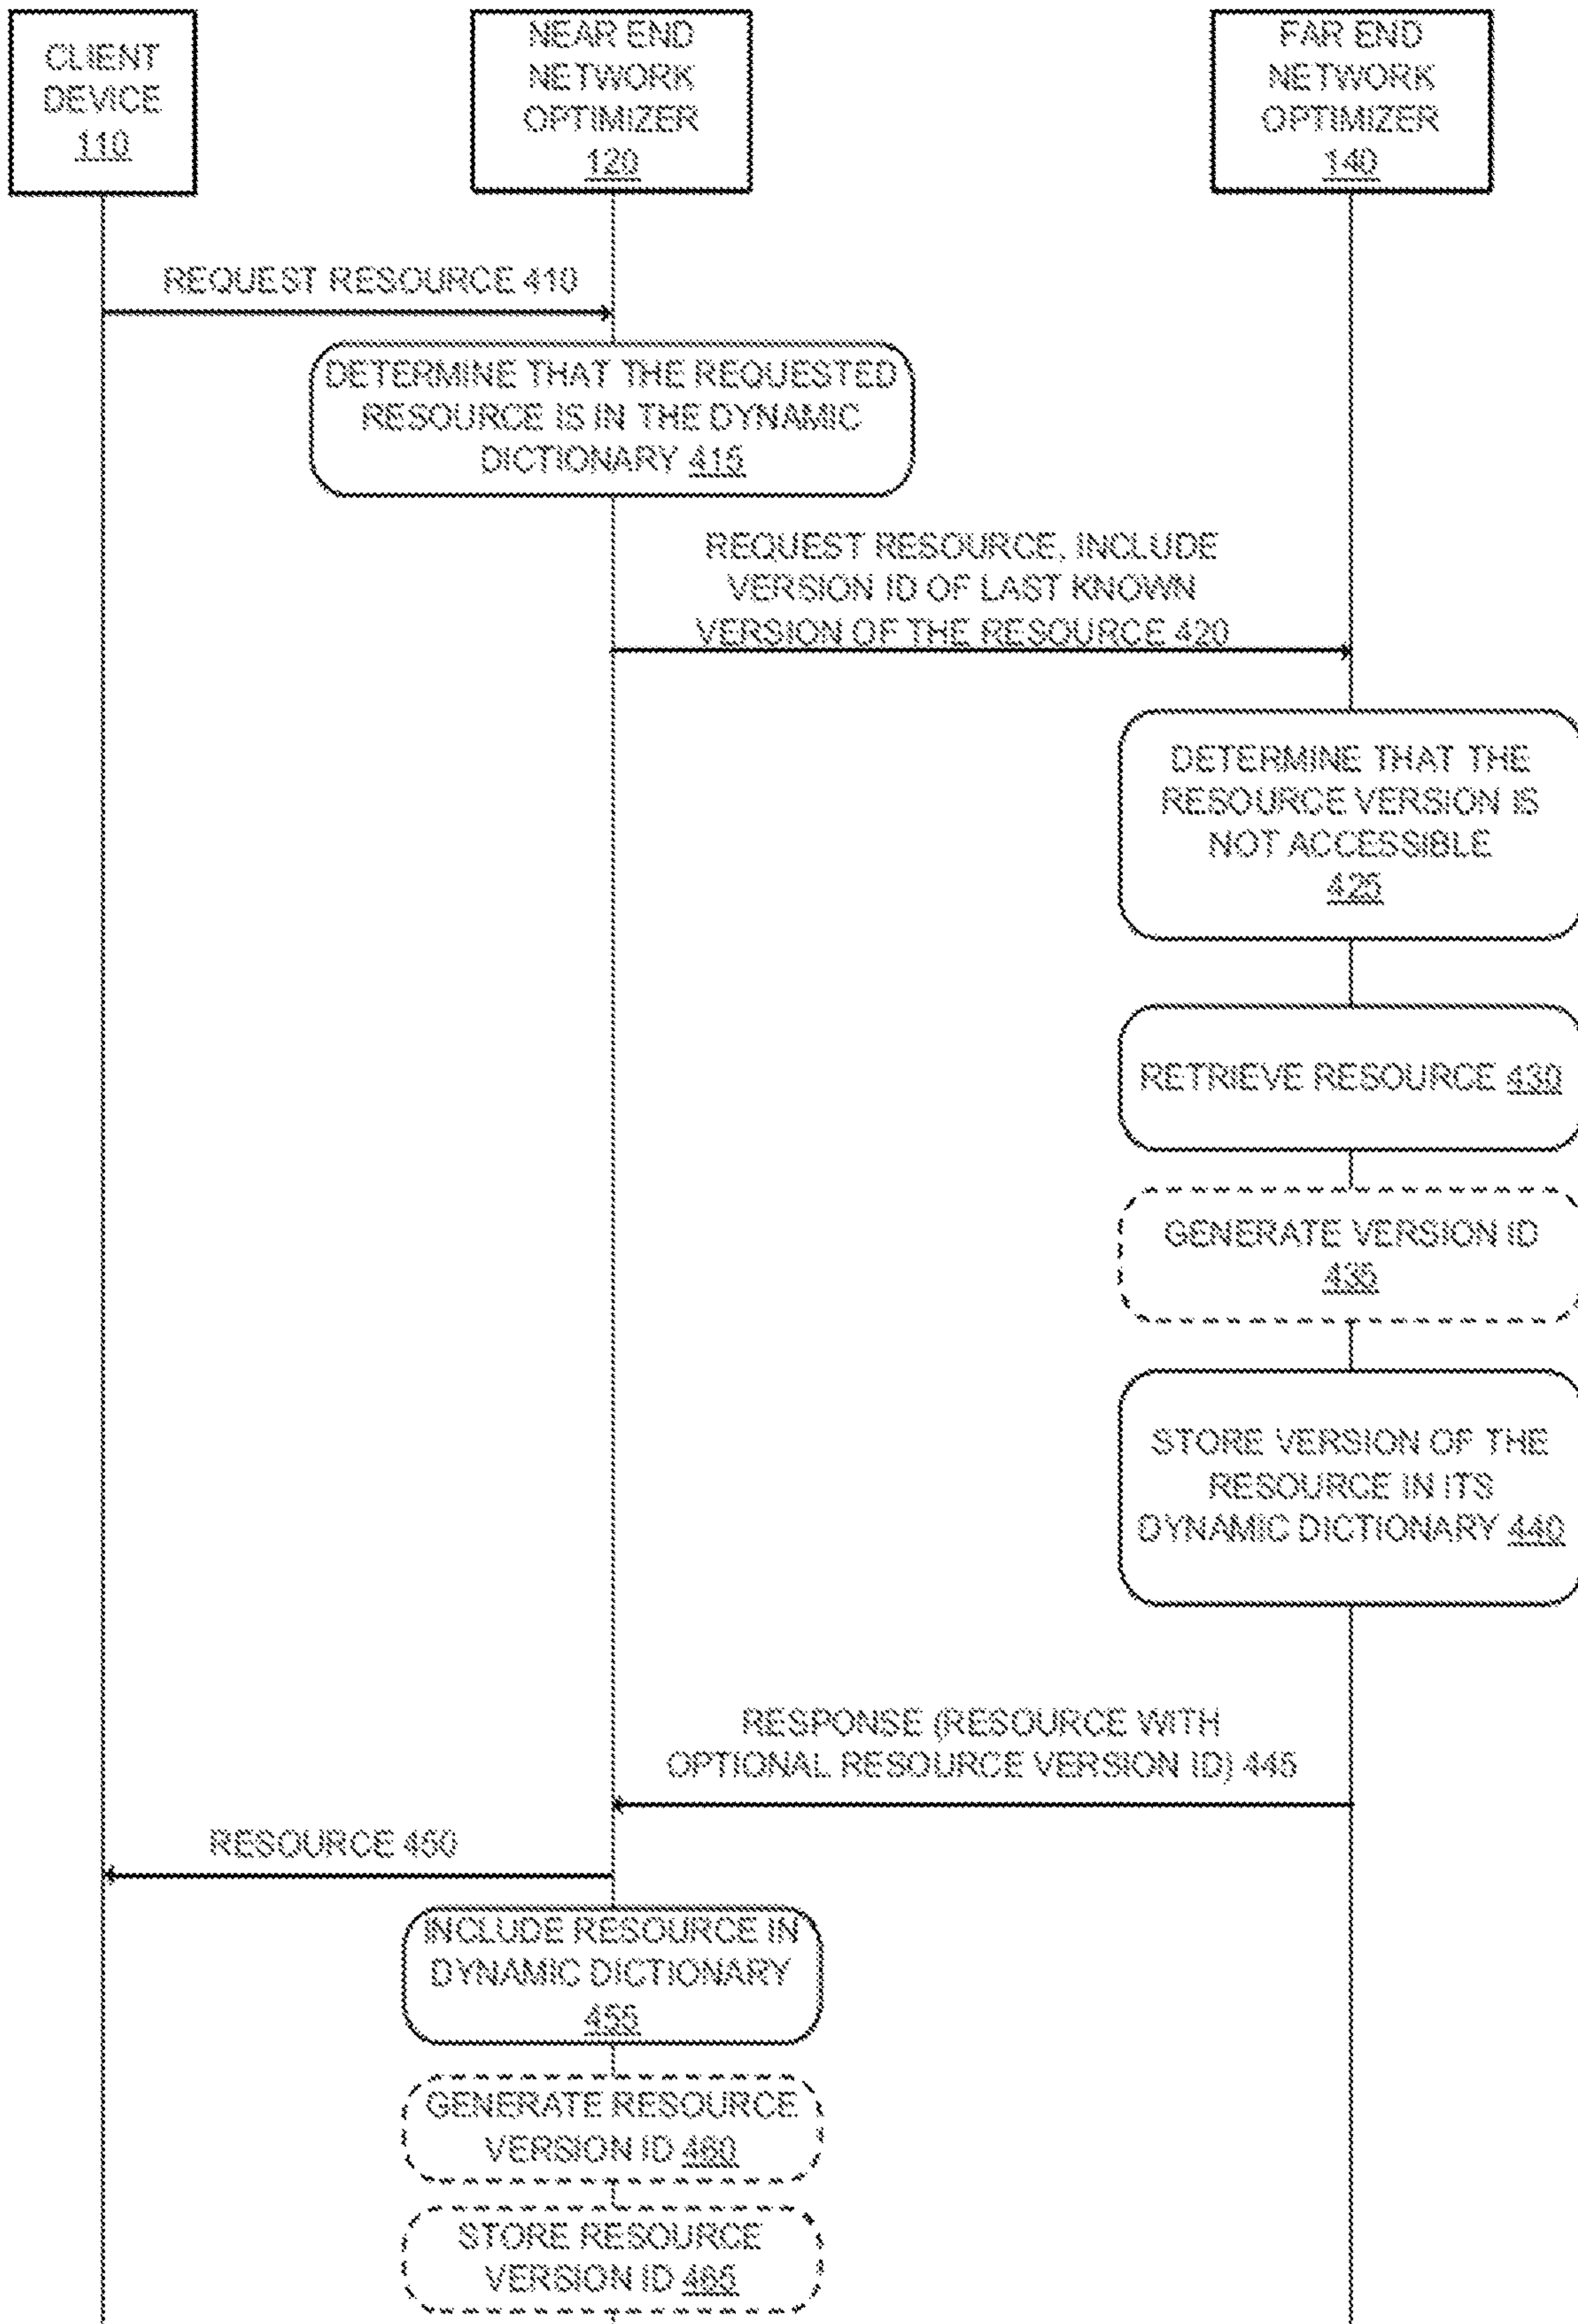 CLIENT
DEVICE
110
NEAR END
NETWORK
OPTIMIZER
120
FAR END
NETWORK
OPTIMIZER
140
REQUEST RESOURCE 410
DETERMINE THAT THE REQUESTED
RESOURCE IS IN THE DYNAMIC
DICTIONARY 415
REQUEST RESOURCE, INCLUDE
VERSION ID OF LAST KNOWN
VERSION OF THE RESOURCE 420
DETERMINE THAT THE
RESOURCE VERSION IS
NOT ACCESSIBLE
425
RETRIEVE RESOURCE 430
GENERATE VERSION ID
435
STORE VERSION OF THE
RESOURCE IN ITS
DYNAMIC DICTIONARY 440
RESPONSE (RESOURCE WITH
OPTIONAL RESOURCE VERSION ID) 445
RESOURCE 450
INCLUDE RESOURCE IN
DYNAMIC DICTIONARY
455
GENERATE RESOURCE
VERSION ID 460
STORE RESOURCE
VERSION ID 465